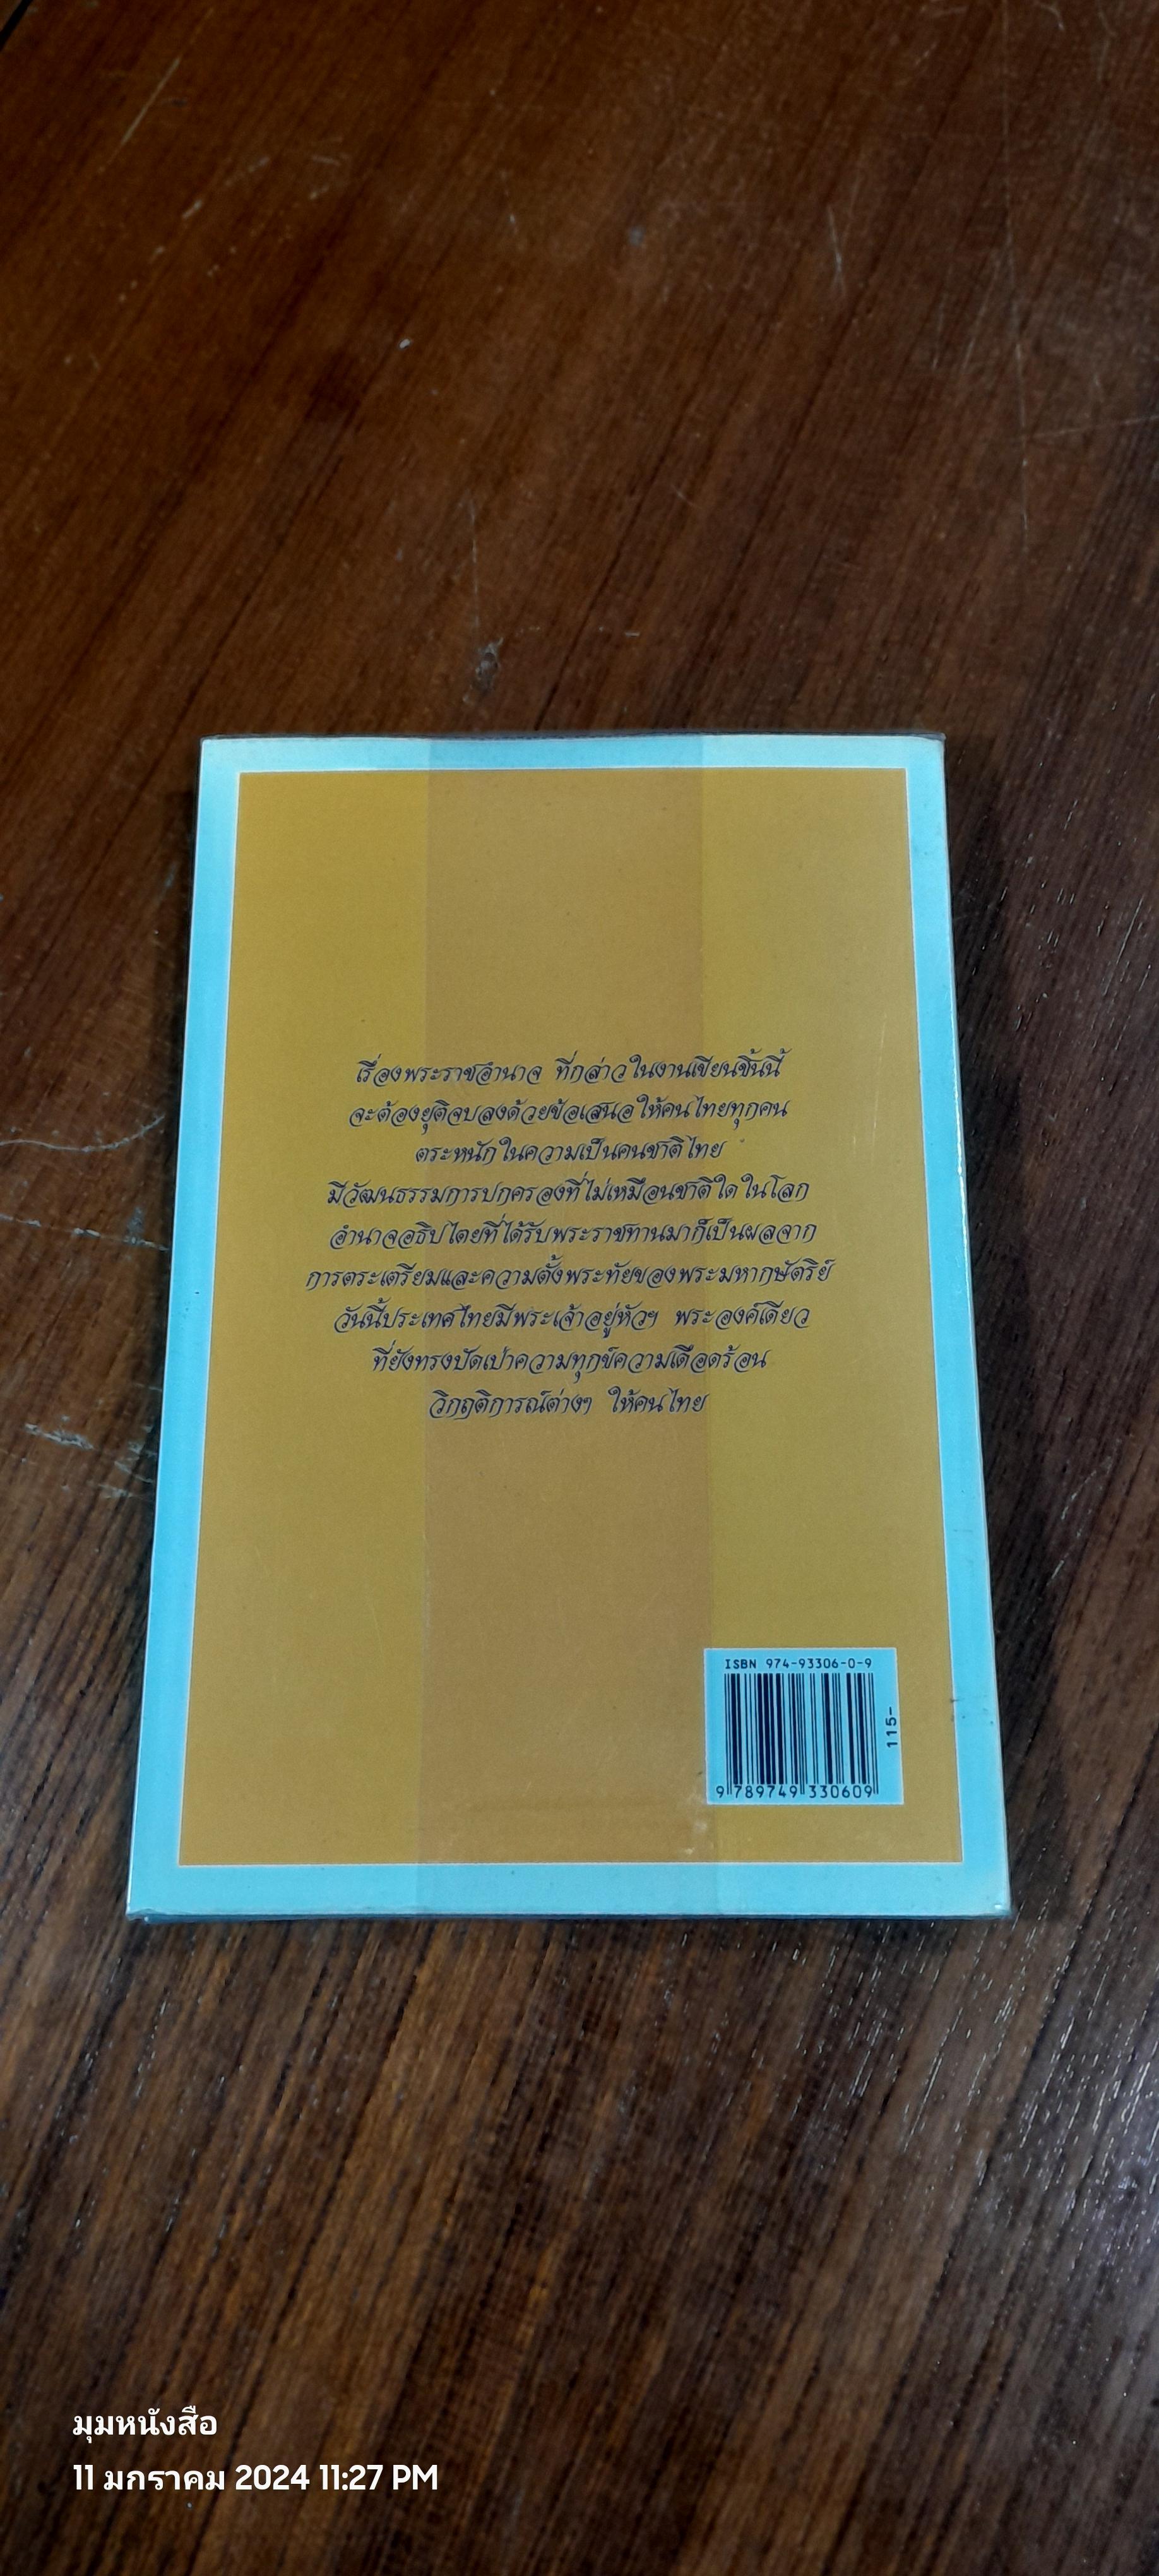 เรื่องพระราชอำนาจ ที่กล่าวในงานเขียนชิ้นนี้
จะต้องยุติจบลงด้วยข้อเสนอให้คนไทยทุกคน
ตระหนักในความเป็นคนชาติไทย
มีวัฒนธรรมการปกครองที่ไม่เหมือนชาติใดในโลก
อำนาจอธิปไตยที่ได้รับพระราชทานมาก็เป็นผลจาก
การตระเตรียมและความตั้งพระทัยของพระมหากษัตริย์
วันนี้ประเทศไทยมีพระเจ้าอยู่หัวฯ พระองค์เดียว
ที่ยังทรงปัดเป่าความทุกข์ความเดือดร้อน
วิกฤติการณ์ต่างๆ ให้คนไทย
ISBN 974-93306-0-9
115-
9 789749 330609
มุมหนังสือ
11 มกราคม 2024 11:27 PM